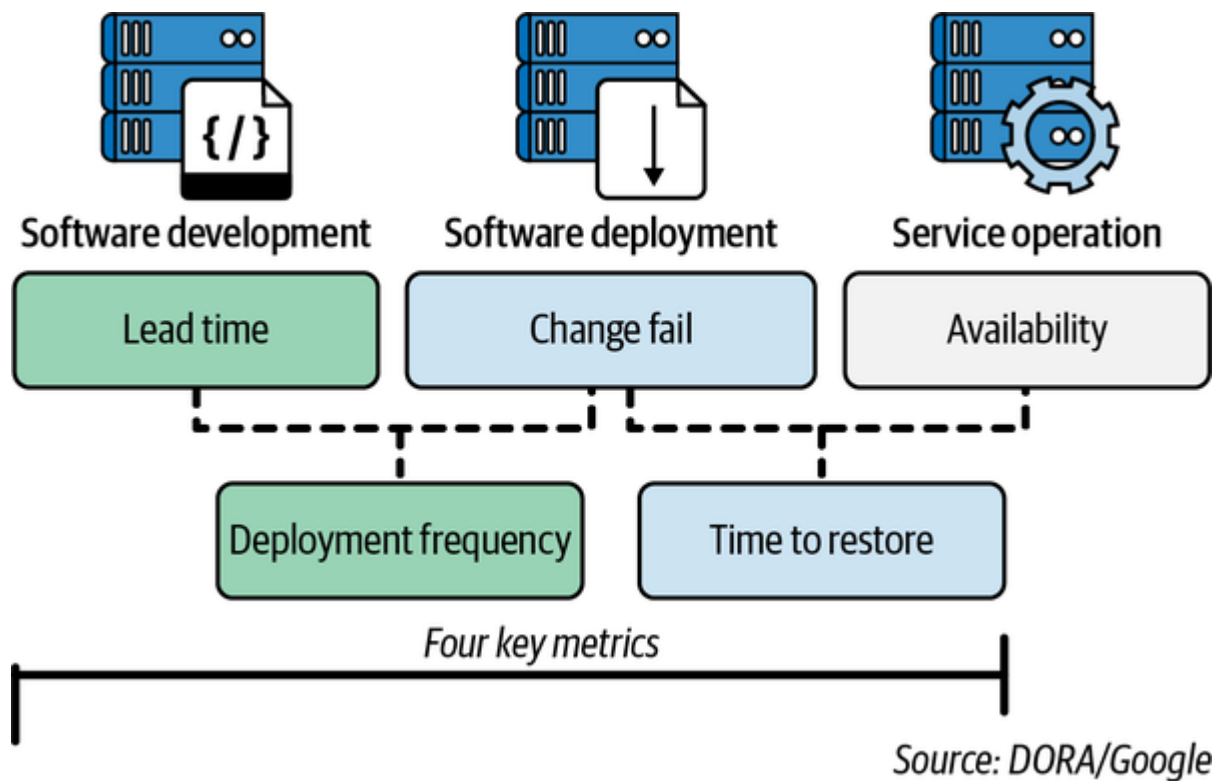 {/}
Software development
Software deployment
Service operation
Lead time
Change fail
Availability
Deployment frequency
Time to restore
Four key metrics
Source: DORA/Google